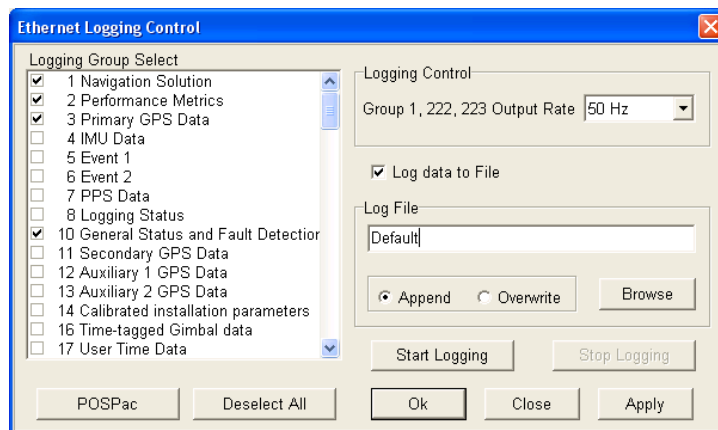 Ethernet Logging Control
Logging Group Select
1 Navigation Solution
2 Performance Metrics
3 Primary GPS Data
4 IMU Data
5 Event 1
6 Event 2
7 PPS Data
8 Logging Status
10 General Status and Fault Detection
11 Secondary GPS Data
12 Auxiliary 1 GPS Data
13 Auxiliary 2 GPS Data
14 Calibrated installation parameters
16 Time-tagged Gimbal data
17 User Time Data
POSPac
Deselect All
Logging Control
Group 1, 222, 223 Output Rate
50 Hz
Log data to File
Log File
Default
Append
Overwrite
Browse
Start Logging
Stop Logging
Ok
Close
Apply